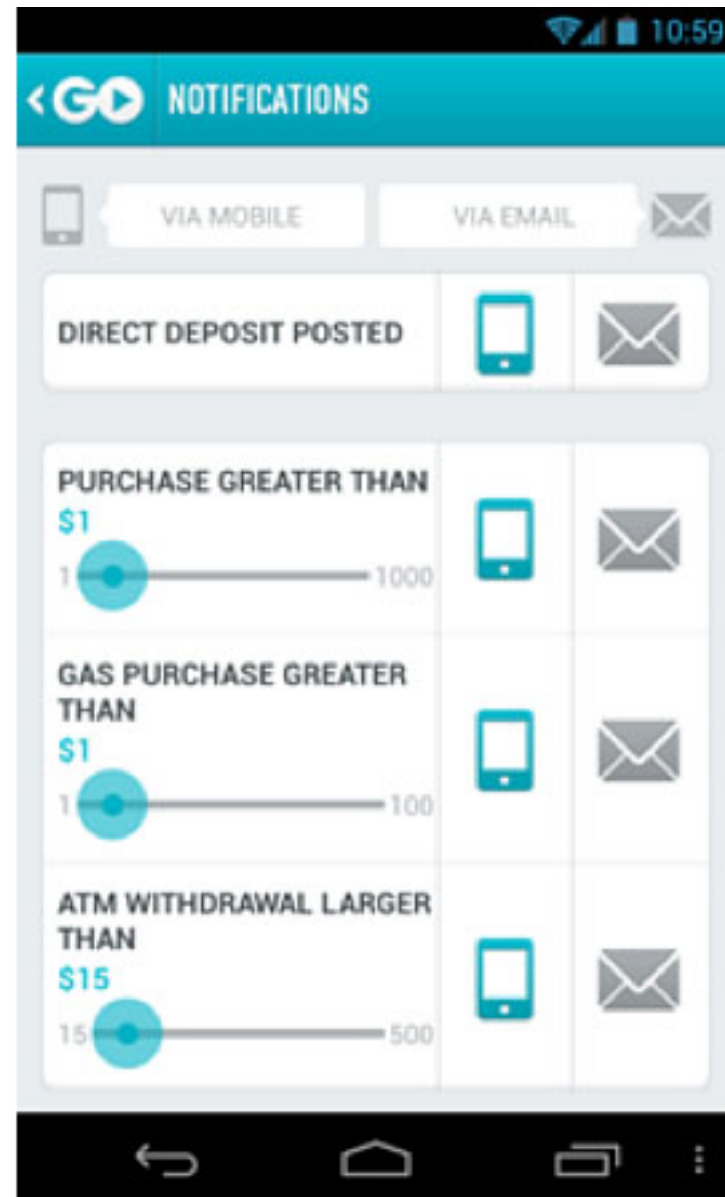 10:59
GO NOTIFICATIONS
VIA MOBILE VIA EMAIL
DIRECT DEPOSIT POSTED
PURCHASE GREATER THAN
$1
1 1000
GAS PURCHASE GREATER
THAN
$1
1 100
ATM WITHDRAWAL LARGER
THAN
$15
15 500